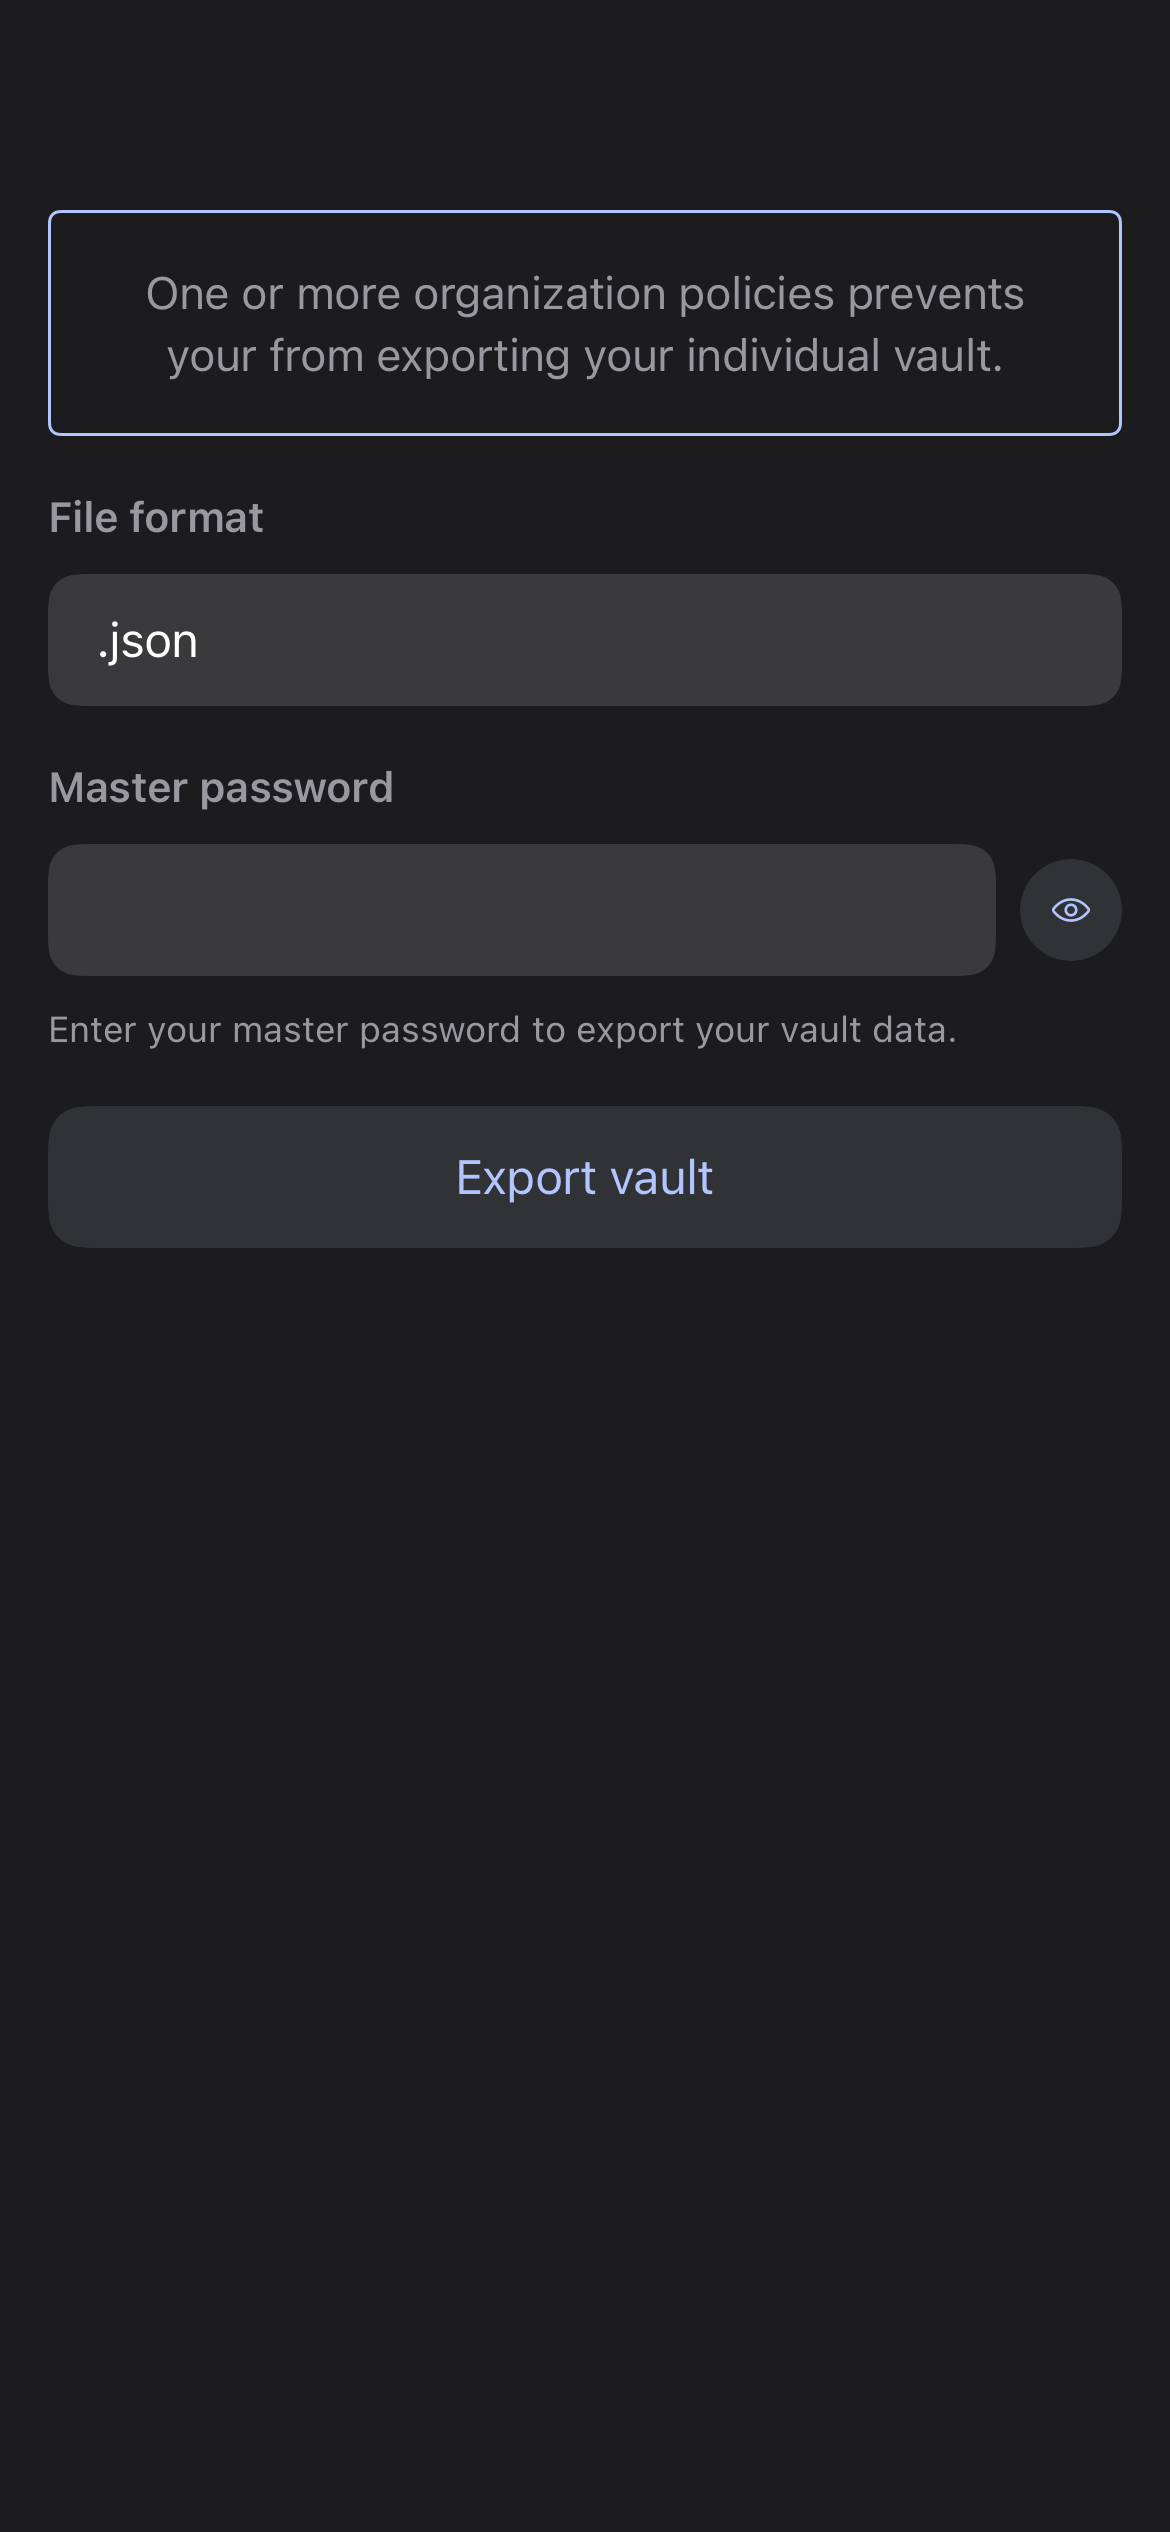 One or more organization policies prevents
your from exporting your individual vault.
File format
.json
Master password
Enter your master password to export your vault data.
Export vault